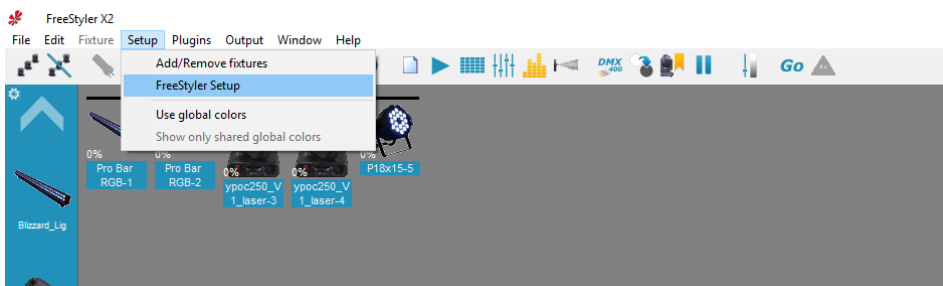 FreeStyler X2
File Edit Fixture Setup Plugins Output Window Help
Add/Remove fixtures
FreeStyler Setup
Use global colors
Show only shared global colors
DMX
400
Go
0%
0%
0%
0%
0%
Pro Bar
RGB-1
Pro Bar
RGB-2
ypoc250_V
1_laser-3
ypoc250_V
1_laser-4
P18x15-5
Blizzard_Lig